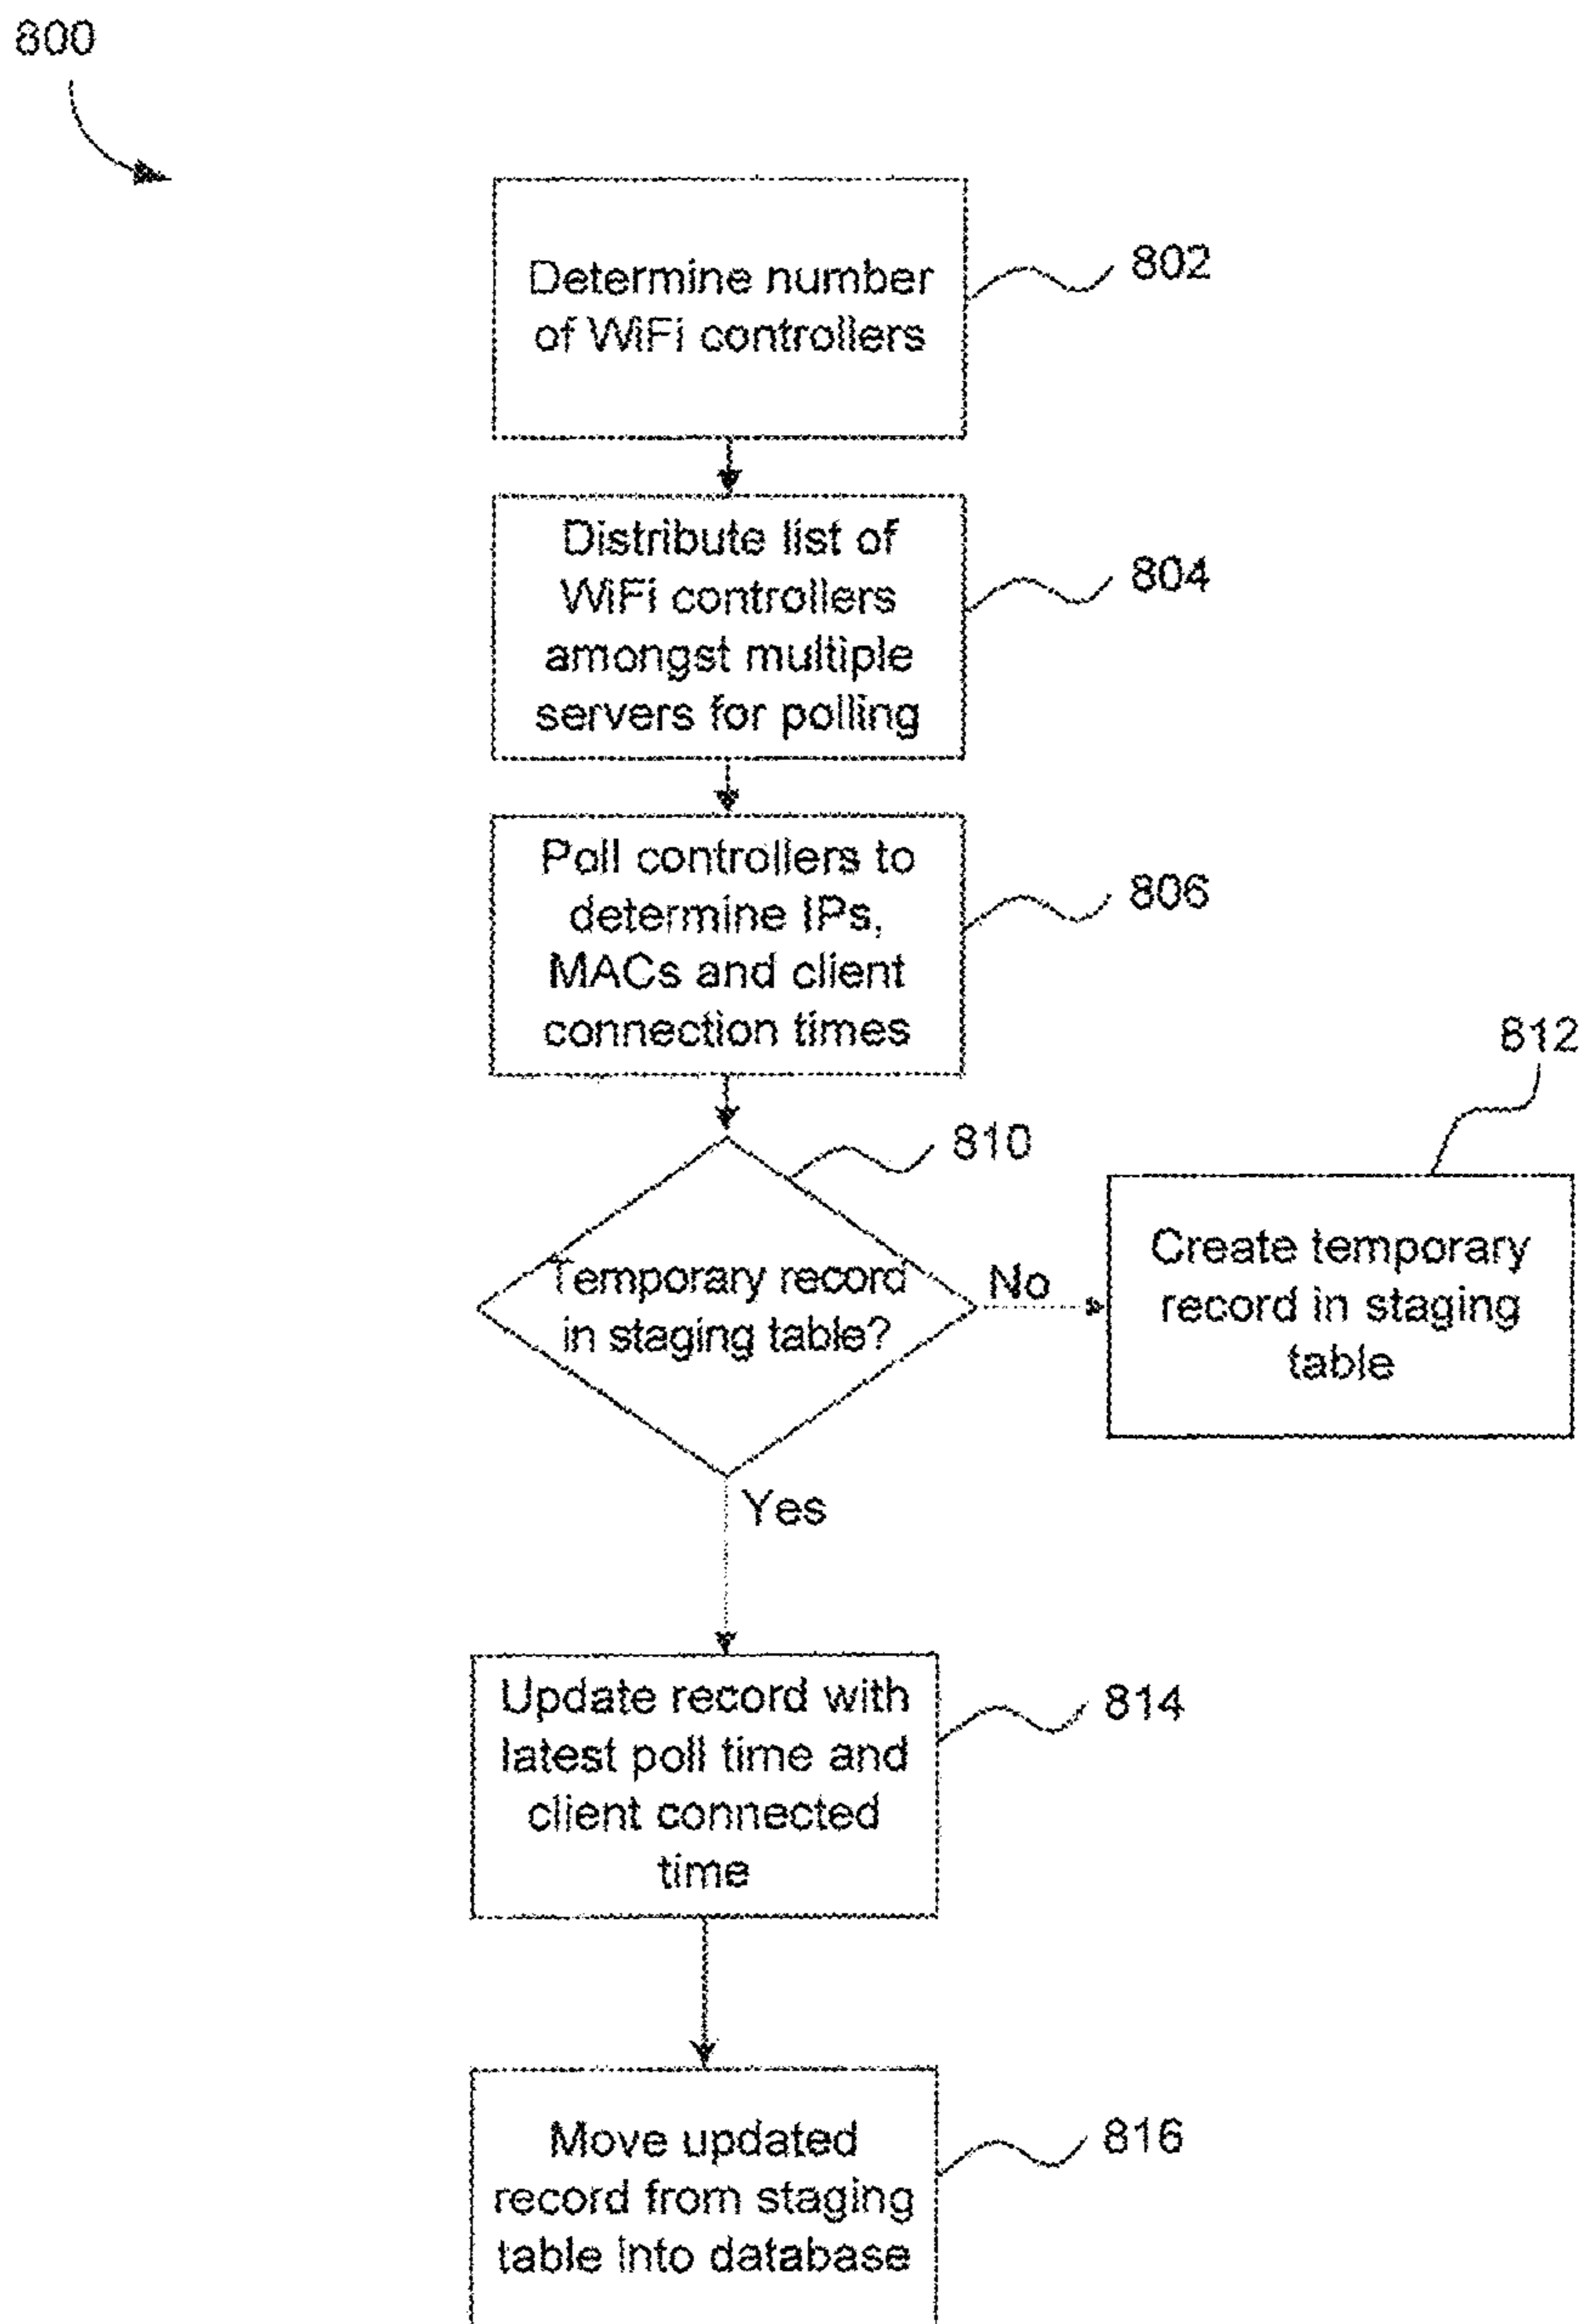 800
Determine number
of WiFi controllers
802
Distribute list of
WiFi controllers
amongst multiple
servers for polling
804
Poll controllers to
determine IPs,
MACs and client
connection times
806
810
Temporary record
in staging table?
No
812
Create temporary
record in staging
table
Yes
Update record with
latest poll time and
client connected
time
814
Move updated
record from staging
table into database
816